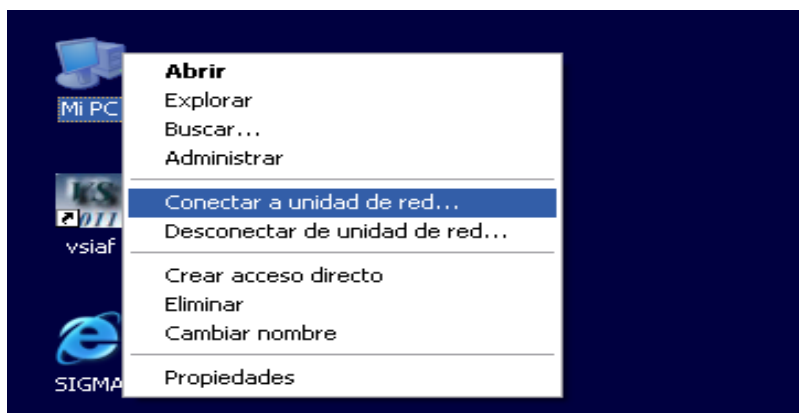 Mi PC
Abrir
Explorar
Buscar...
Administrar
Conectar a unidad de red...
Desconectar de unidad de red...
Crear acceso directo
Eliminar
Cambiar nombre
Propiedades
vsiaf
SIGMA